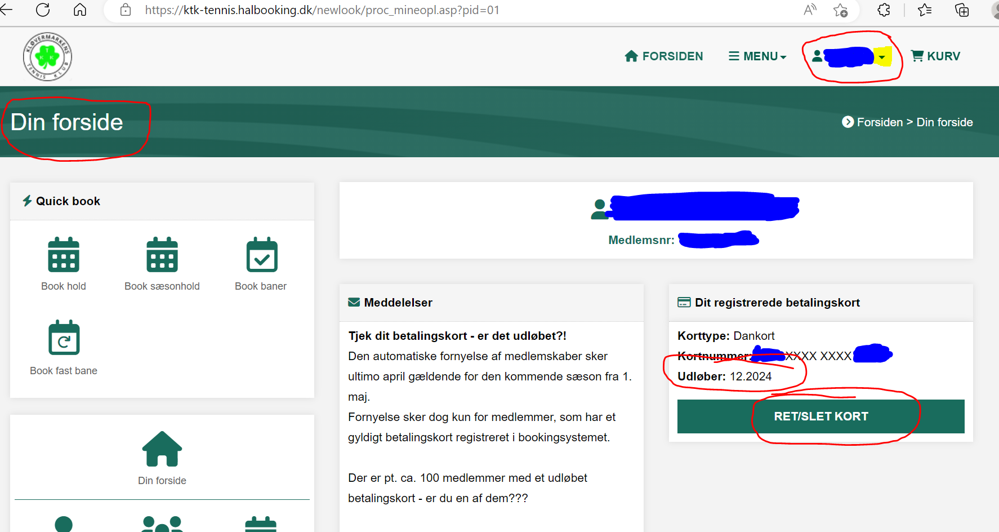 https://ktk-tennis.halbooking.dk/newlook/proc_mineopl.asp?pid=01
KLØVERMARKENS
T
K K
TENNIS KLUB
FORSIDEN
MENU
KURV
Din forside
Forsiden > Din forside
Quick book
Book hold
Book sæsonhold
Book baner
Book fast bane
Din forside
Medlemsnr:
Meddelelser
Tjek dit betalingskort - er det udløbet?!
Den automatiske fornyelse af medlemskaber sker
ultimo april gældende for den kommende sæson fra 1.
maj.
Fornyelse sker dog kun for medlemmer, som har et
gyldigt betalingskort registreret i bookingsystemet.
Der er pt. ca. 100 medlemmer med et udløbet
betalingskort - er du en af dem???
Dit registrerede betalingskort
Korttype: Dankort
Kortnummer: XXXX XXXX
Udløber: 12.2024
RET/SLET KORT